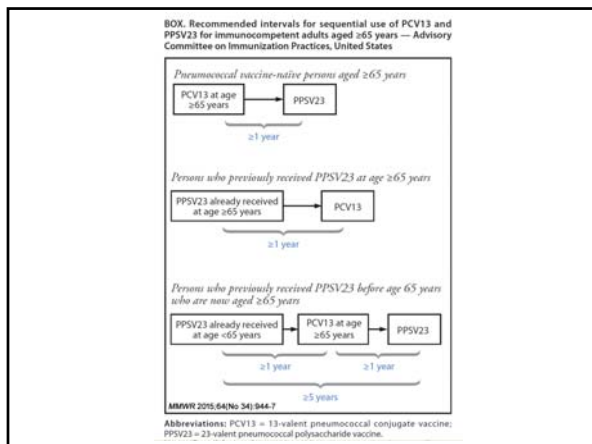 BOX. Recommended intervals for sequential use of PCV13 and
PPSV23 for immunocompetent adults aged ≥65 years — Advisory
Committee on Immunization Practices, United States
Pneumococcal vaccine-naïve persons aged ≥65 years
PCV13 at age
≥65 years
PPSV23
≥1 year
Persons who previously received PPSV23 at age ≥65 years
PPSV23 already received
at age ≥65 years
PCV13
≥1 year
Persons who previously received PPSV23 before age 65 years
who are now aged ≥65 years
PPSV23 already received
at age <65 years
PCV13 at age
≥65 years
PPSV23
≥1 year
≥1 year
≥5 years
MMWR 2015;64(No 34):944-7
Abbreviations: PCV13 = 13-valent pneumococcal conjugate vaccine;
PPSV23 = 23-valent pneumococcal polysaccharide vaccine.